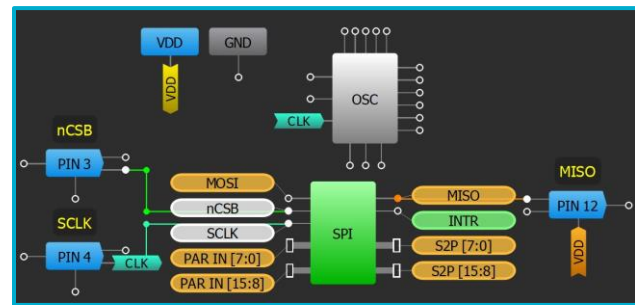 VDD
GND
VDD
OSC
CLK
nCSB
PIN 3
MISO
MOSI
MISO
nCSB
INTR
PIN 12
SCLK
SCLK
SPI
PIN 4
CLK
PAR IN [7:0]
S2P [7:0]
PAR IN [15:8]
S2P [15:8]
VDD